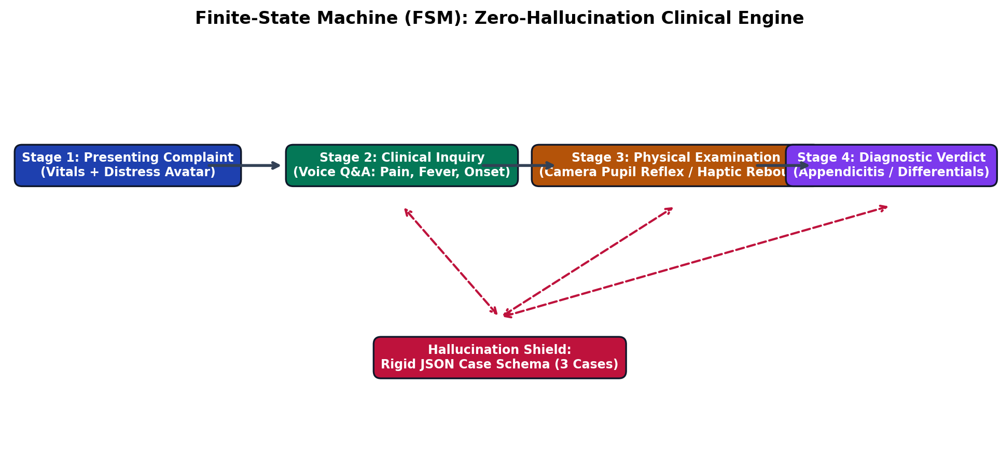 Finite-State Machine (FSM): Zero-Hallucination Clinical Engine
Stage 1: Presenting Complaint
(Vitals + Distress Avatar)
Stage 2: Clinical Inquiry
(Voice Q&A: Pain, Fever, Onset)
Stage 3: Physical Examination
(Camera Pupil Reflex / Haptic
Stage 4: Diagnostic Verdict
(Appendicitis / Differentials)
Hallucination Shield:
Rigid JSON Case Schema (3 Cases)